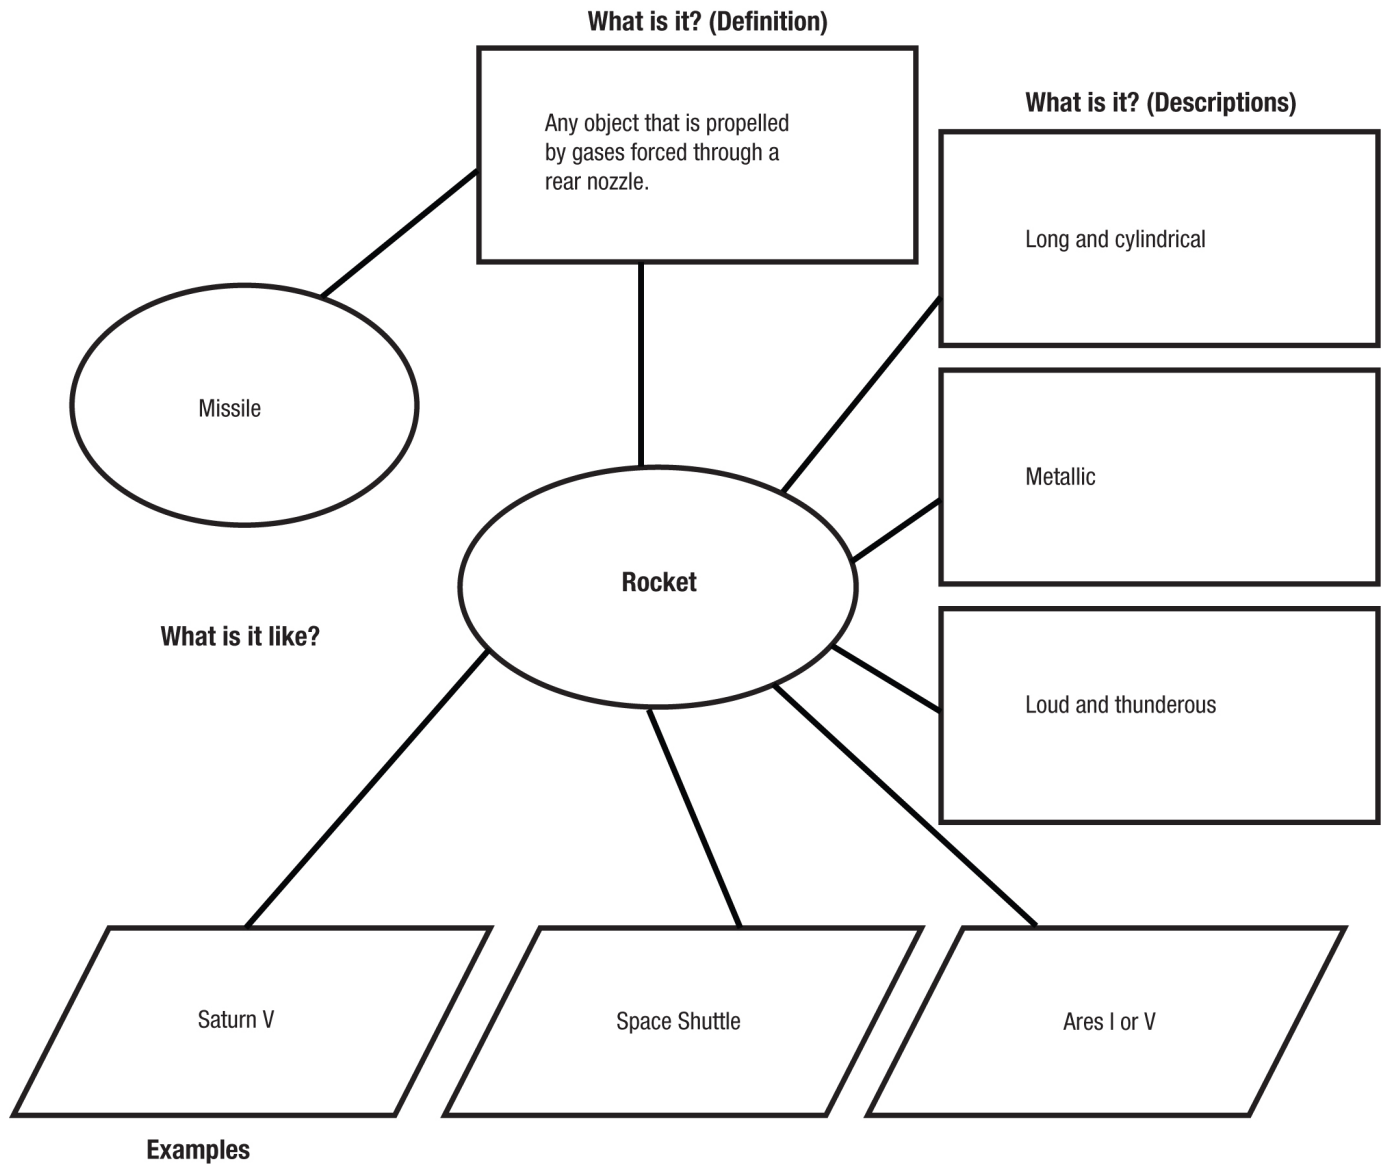 What is it? (Definition)
Any object that is propelled
by gases forced through a
rear nozzle.
What is it? (Descriptions)
Long and cylindrical
Metallic
Loud and thunderous
Missile
What is it like?
Rocket
Saturn V
Space Shuttle
Ares I or V
Examples